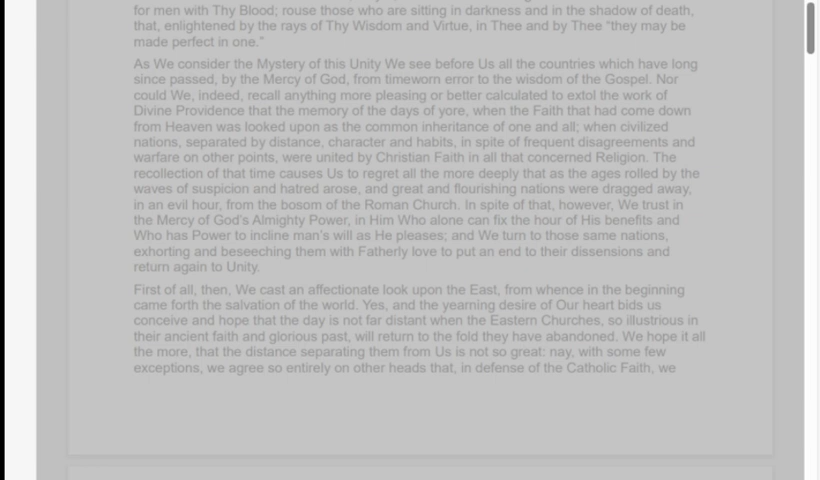 for men with Thy Blood; rouse those who are sitting in darkness and in the shadow of death,
that, enlightened by the rays of Thy Wisdom and Virtue, in Thee and by Thee “they may be
made perfect in one.”
As We consider the Mystery of this Unity We see before Us all the countries which have long
since passed, by the Mercy of God, from timeworn error to the wisdom of the Gospel. Nor
could We, indeed, recall anything more pleasing or better calculated to extol the work of
Divine Providence that the memory of the days of yore, when the Faith that had come down
from Heaven was looked upon as the common inheritance of one and all; when civilized
nations, separated by distance, character and habits, in spite of frequent disagreements and
warfare on other points, were united by Christian Faith in all that concerned Religion. The
recollection of that time causes Us to regret all the more deeply that as the ages rolled by the
waves of suspicion and hatred arose, and great and flourishing nations were dragged away,
in an evil hour, from the bosom of the Roman Church. In spite of that, however, We trust in
the Mercy of God’s Almighty Power, in Him Who alone can fix the hour of His benefits and
Who has Power to incline man’s will as He pleases; and We turn to those same nations,
exhorting and beseeching them with Fatherly love to put an end to their dissensions and
return again to Unity.
First of all, then, We cast an affectionate look upon the East, from whence in the beginning
came forth the salvation of the world. Yes, and the yearning desire of Our heart bids us
conceive and hope that the day is not far distant when the Eastern Churches, so illustrious in
their ancient faith and glorious past, will return to the fold they have abandoned. We hope it all
the more, that the distance separating them from Us is not so great: nay, with some few
exceptions, we agree so entirely on other heads that, in defense of the Catholic Faith, we